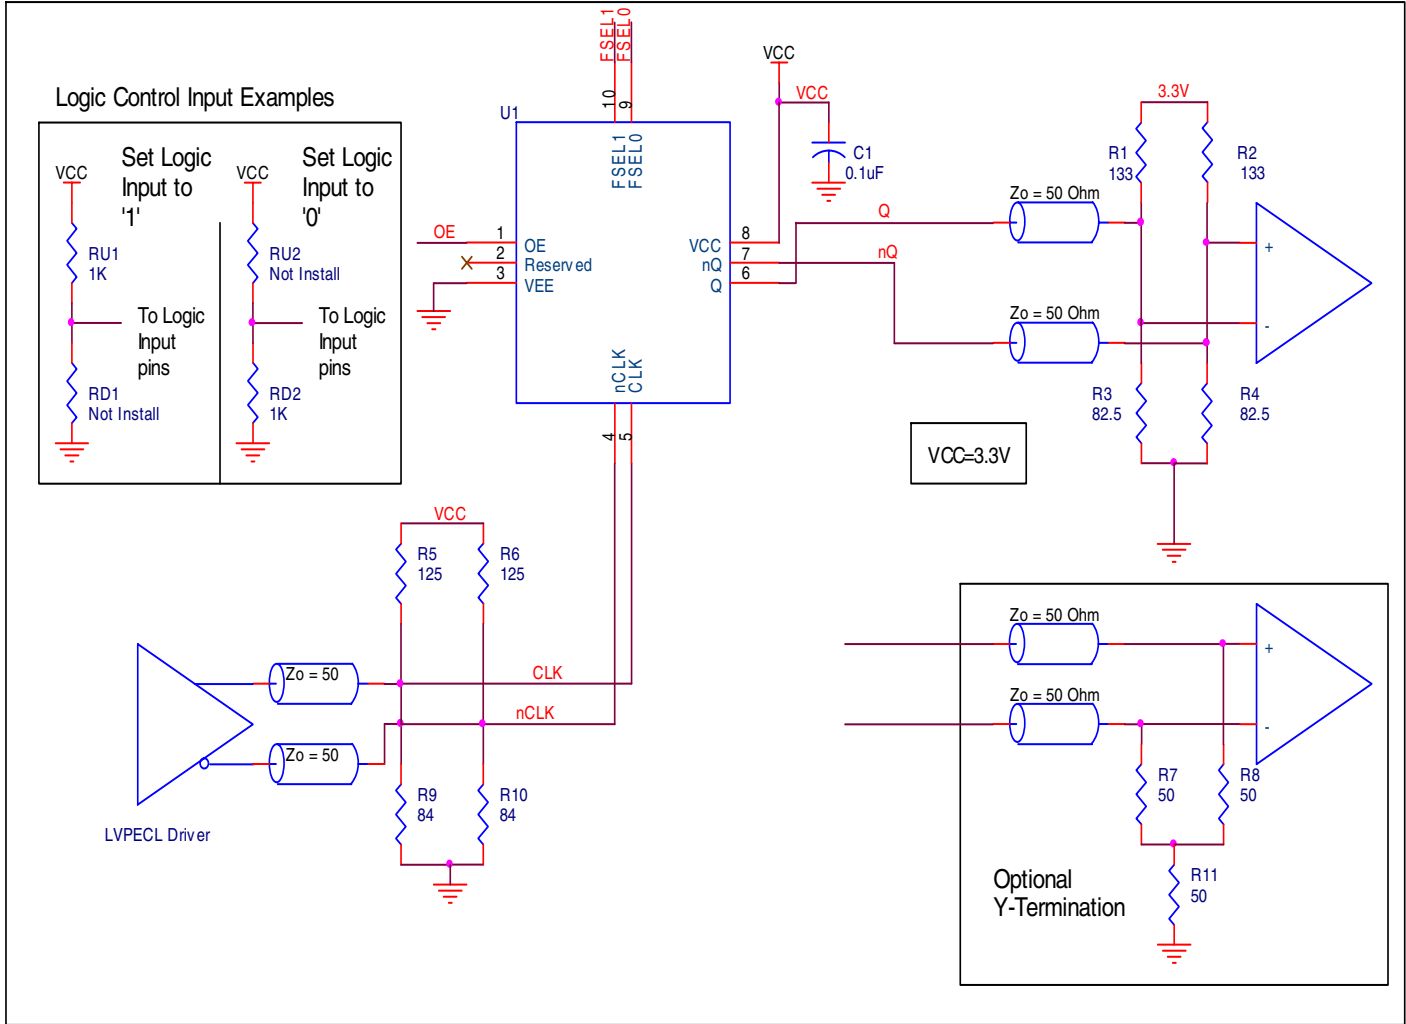 FSEL1
FSEL0
10
9
U1
FSEL1
FSEL0
Logic Control Input Examples
VCC
Set Logic
Input to
'1'
RU1
1K
To Logic
Input
pins
RD1
Not Install
VCC
Set Logic
Input to
'0'
RU2
Not Install
To Logic
Input
pins
RD2
1K
OE
1
2
3
OE
Reserved
VEE
VCC
nQ
Q
8
7
6
nCLK
CLK
4
5
VCC
VCC
C1
0.1uF
Q
nQ
3.3V
R1
133
R2
133
Zo = 50 Ohm
Zo = 50 Ohm
+
-
R3
82.5
R4
82.5
VCC=3.3V
VCC
R5
125
R6
125
Zo = 50
CLK
nCLK
Zo = 50
R9
84
R10
84
LVPECL Driver
Zo = 50 Ohm
Zo = 50 Ohm
+
-
R7
50
R8
50
R11
50
Optional
Y-Termination